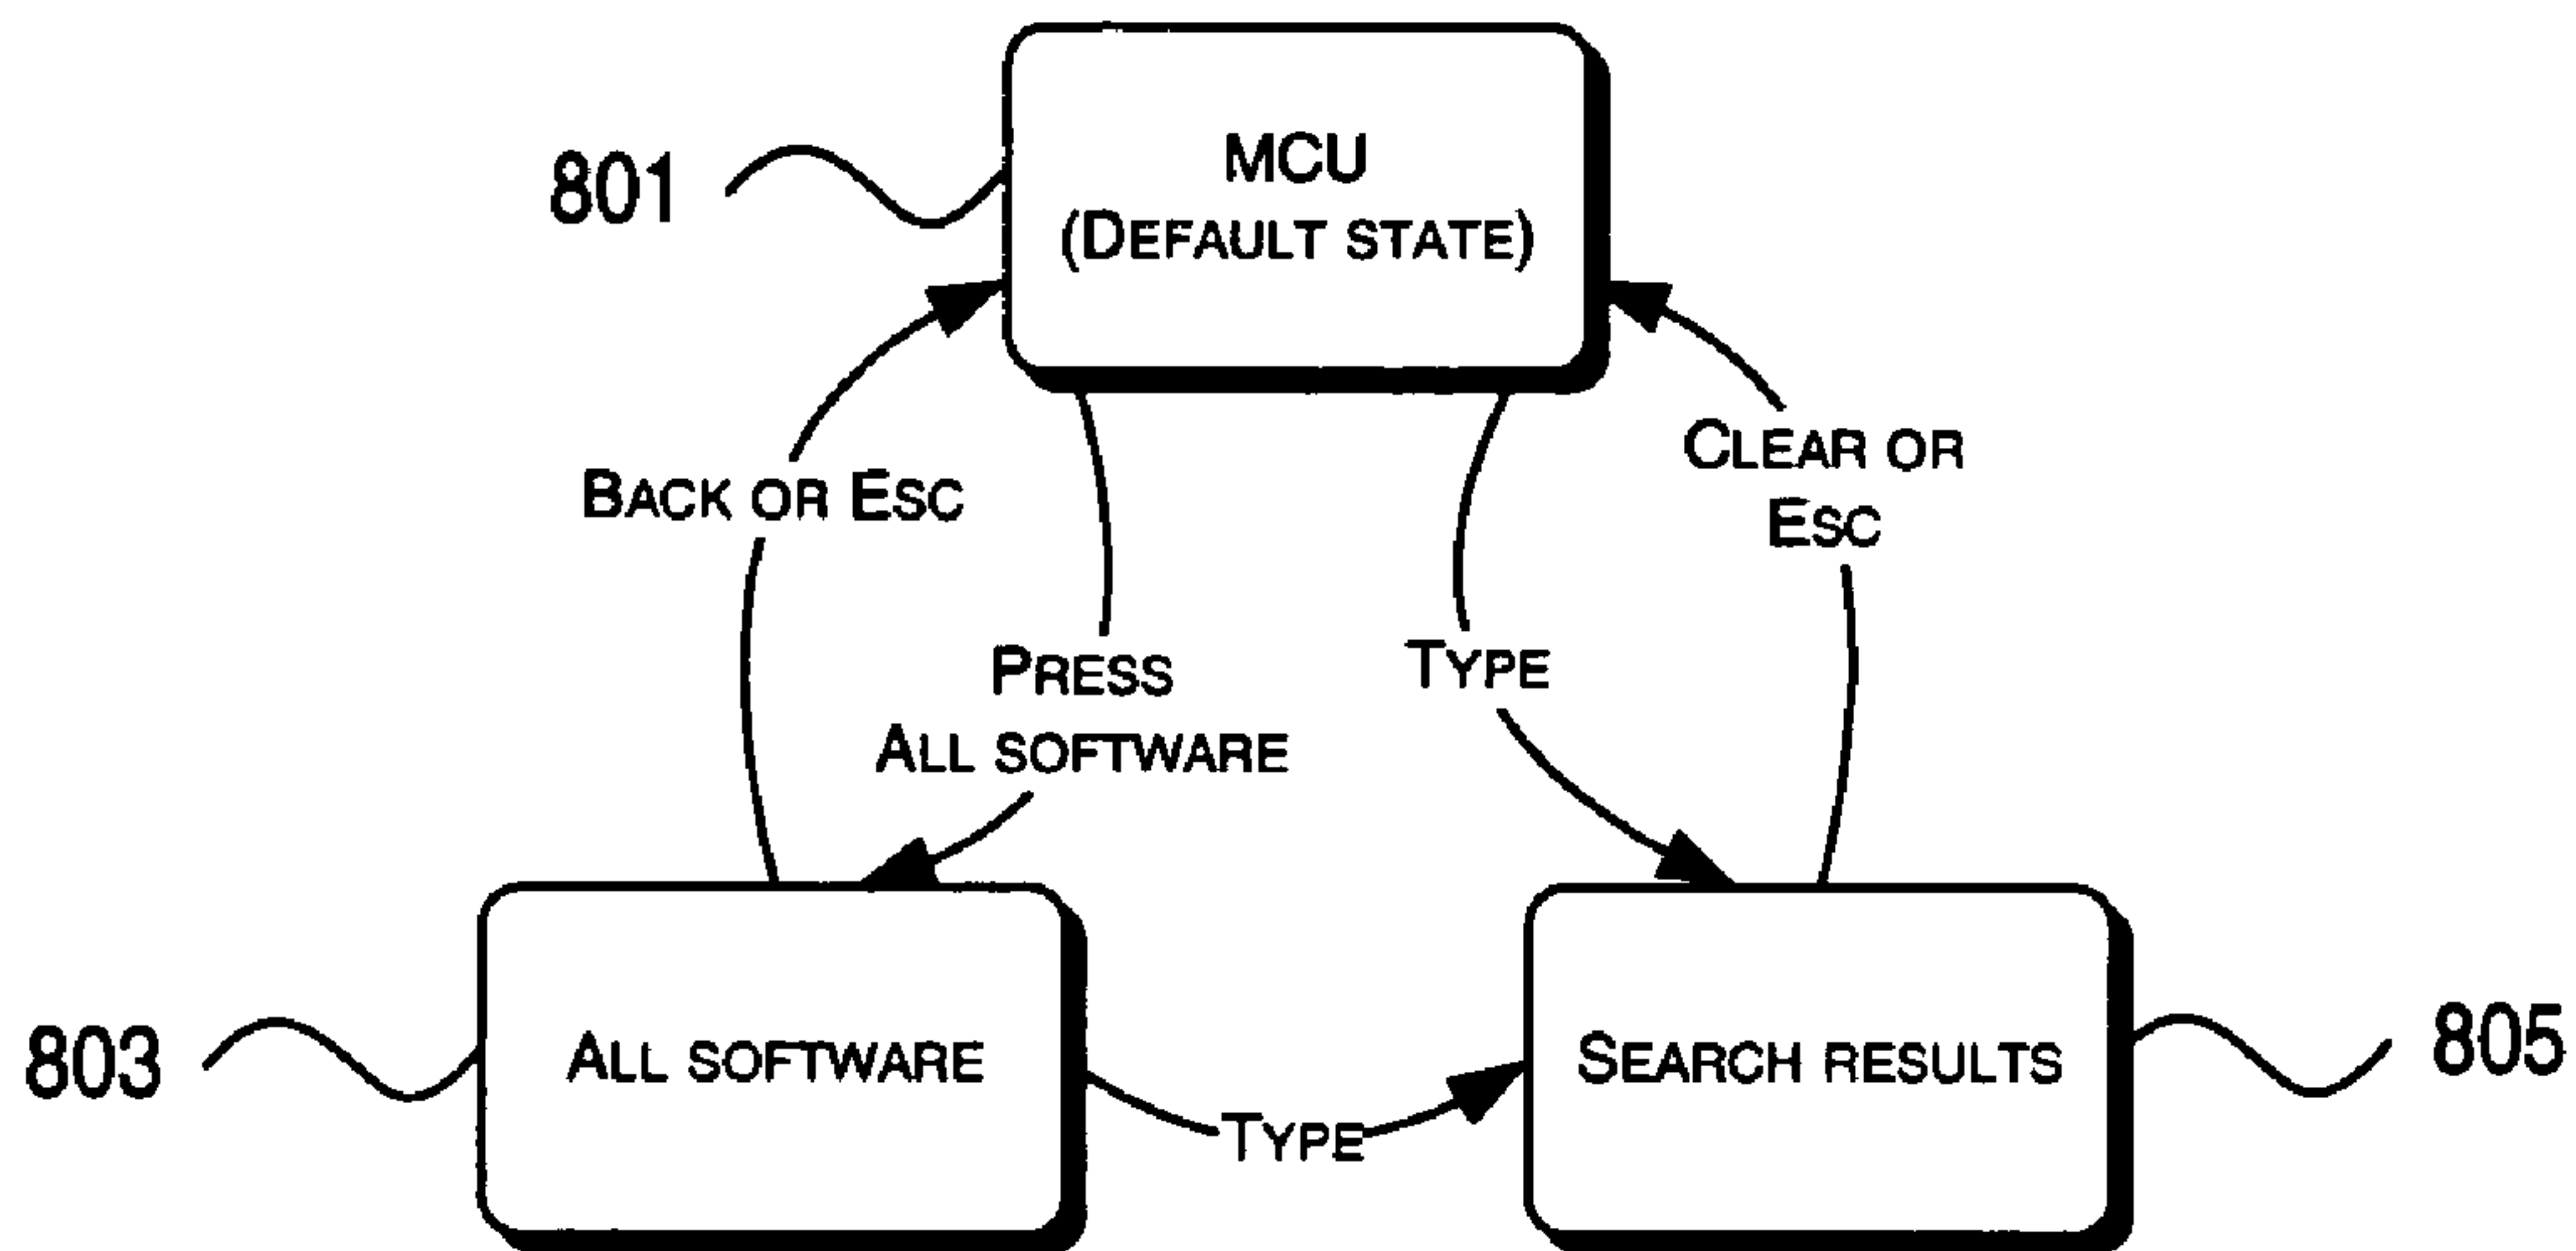 MCU
(DEFAULT STATE)
801
BACK OR ESC
CLEAR OR
ESC
PRESS
ALL SOFTWARE
TYPE
803
ALL SOFTWARE
TYPE
SEARCH RESULTS
805